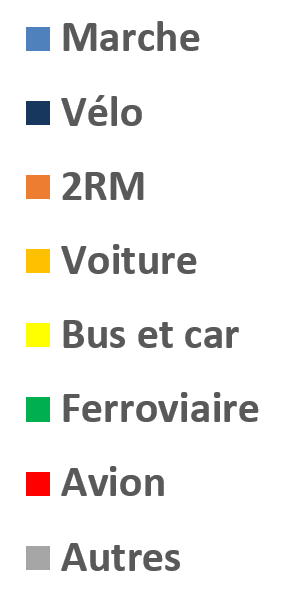 Marche
Vélo
2RM
Voiture
Bus et car
Ferroviaire
Avion
Autres